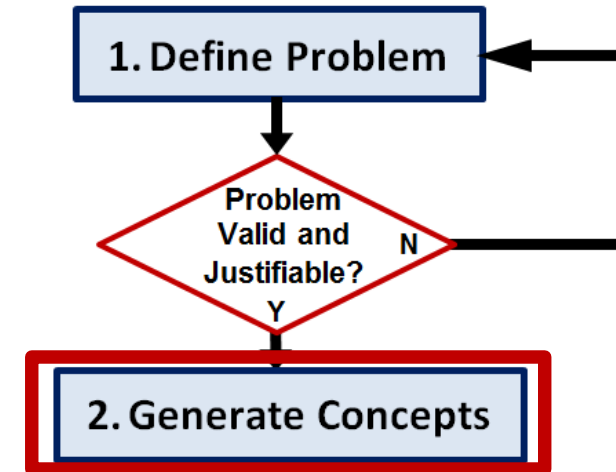 1. Define Problem
Problem
Valid and
N
Justifiable?
Y
2. Generate Concepts